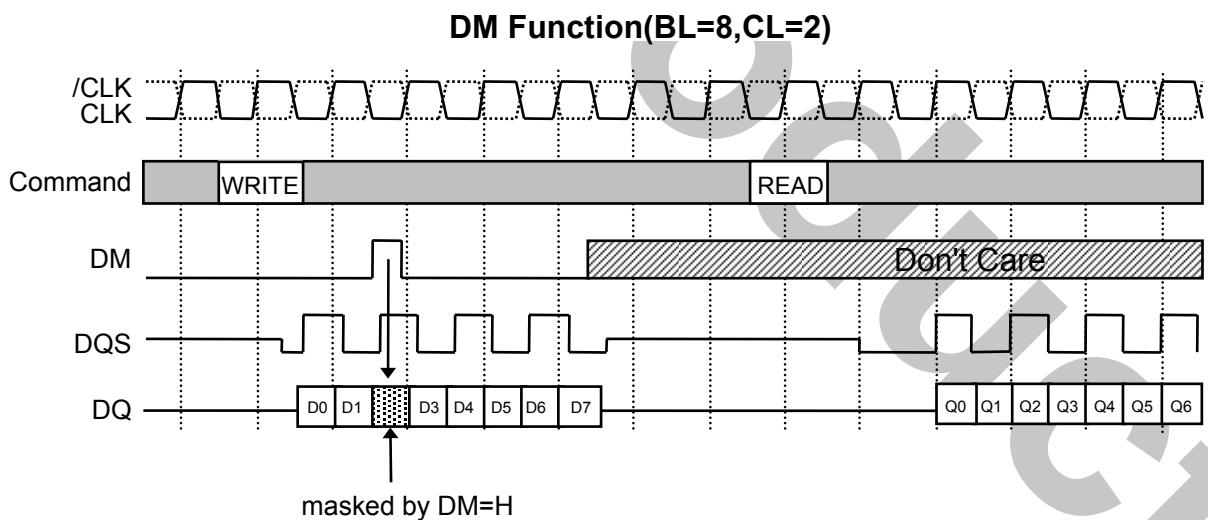 DM Function(BL=8,CL=2)
/CLK
CLK
Command
WRITE
READ
DM
Don't Care
DQS
DQ
D0 D1 D3 D4 D5 D6 D7
Q0 Q1 Q2 Q3 Q4 Q5 Q6
masked by DM=H
oduct